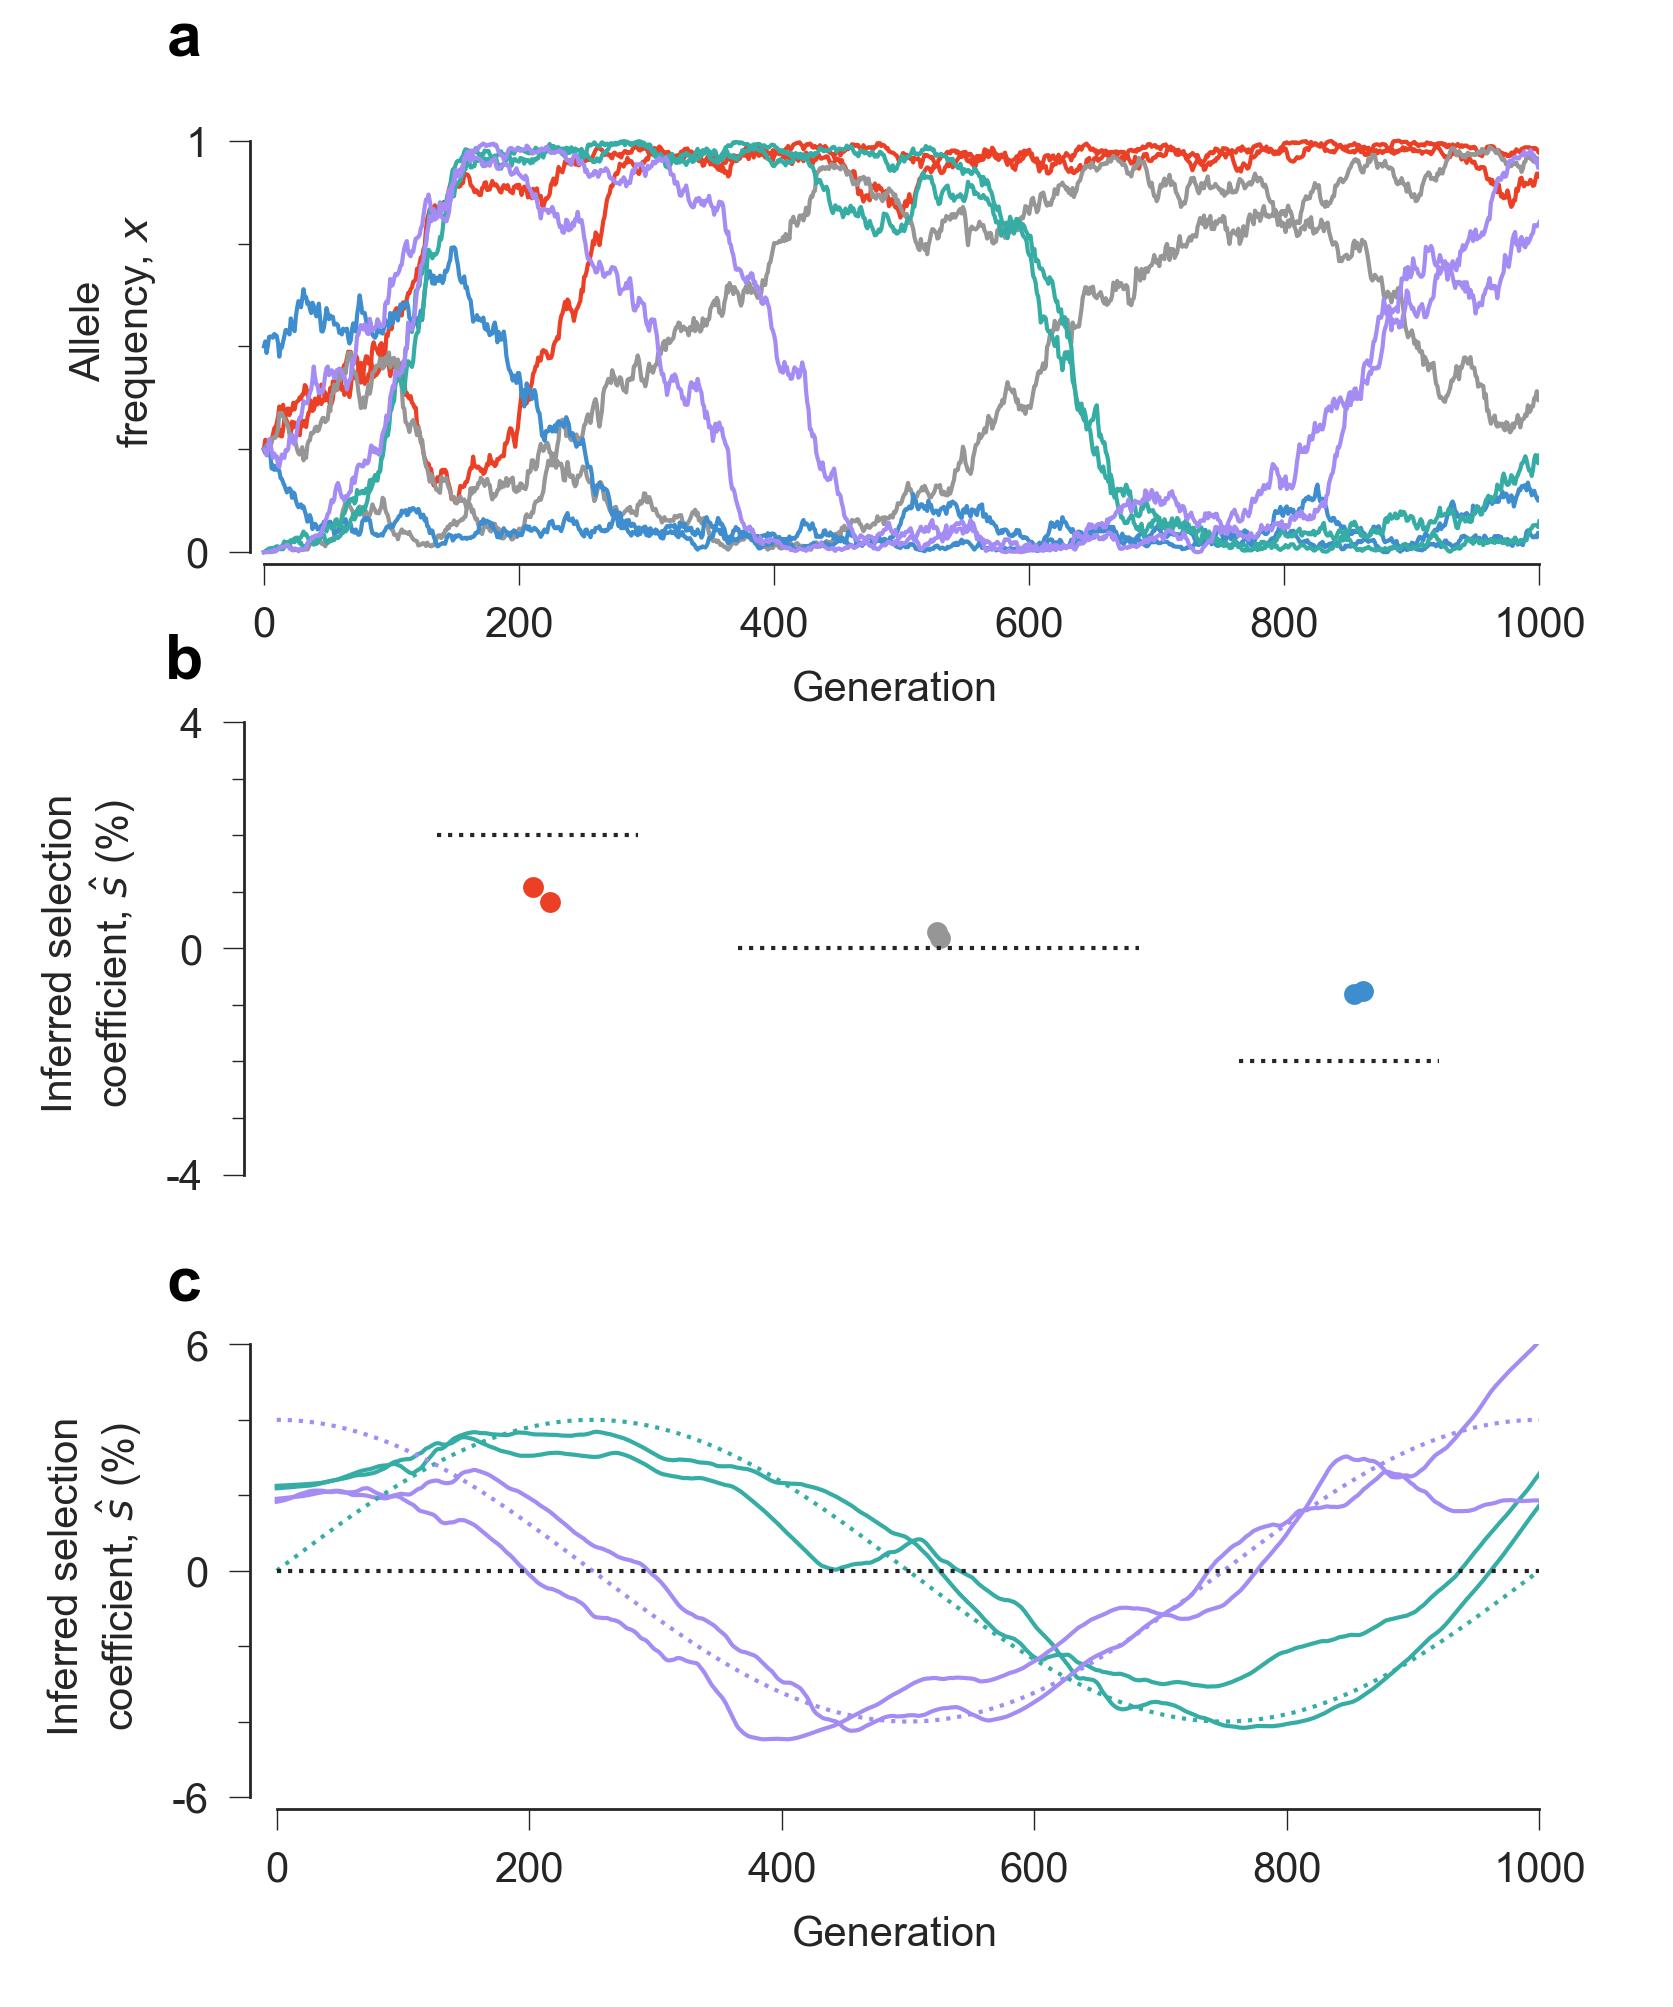 a
Allele
frequency, x
1
0
0 200 400 600 800 1000
Generation
b
Inferred selection
coefficient, ŝ (%)
4
0
-4
c
Inferred selection
coefficient, ŝ (%)
6
0
-6
0 200 400 600 800 1000
Generation